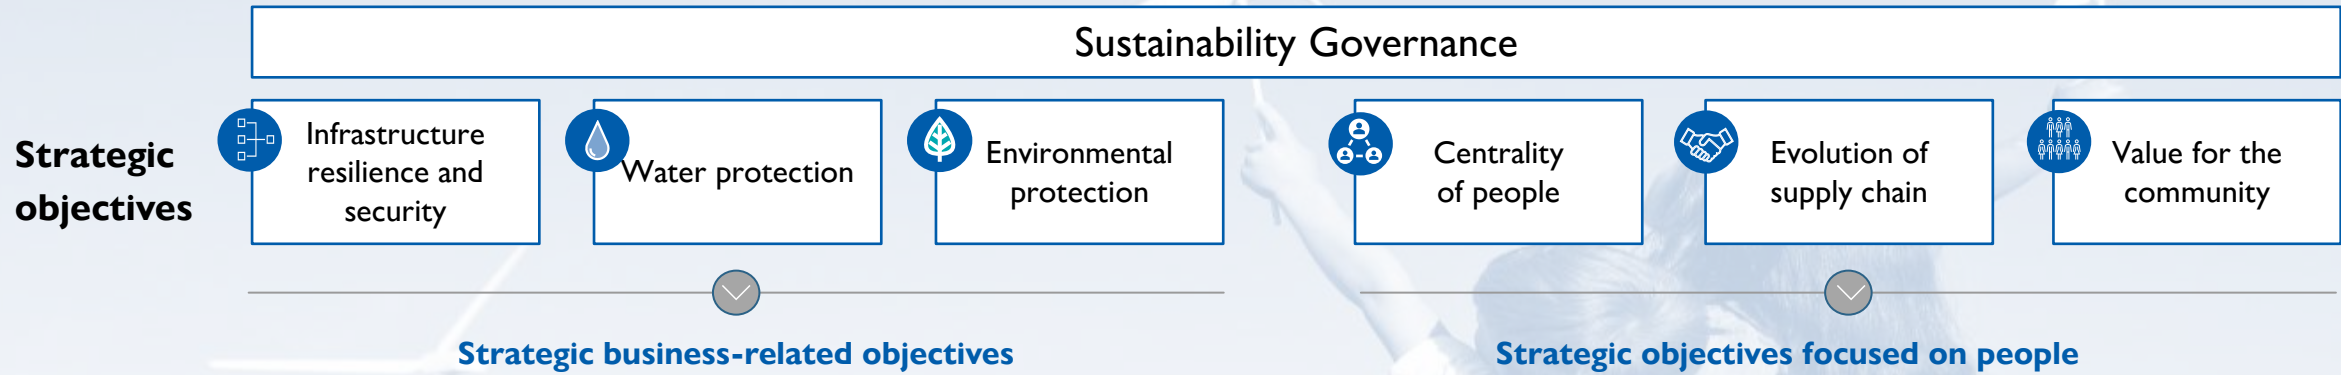 Sustainability Governance
Strategic
objectives
Infrastructure
resilience and
security
Water protection
Environmental
protection
Centrality
of people
Evolution of
supply chain
Value for the
community
Strategic business-related objectives
Strategic objectives focused on people